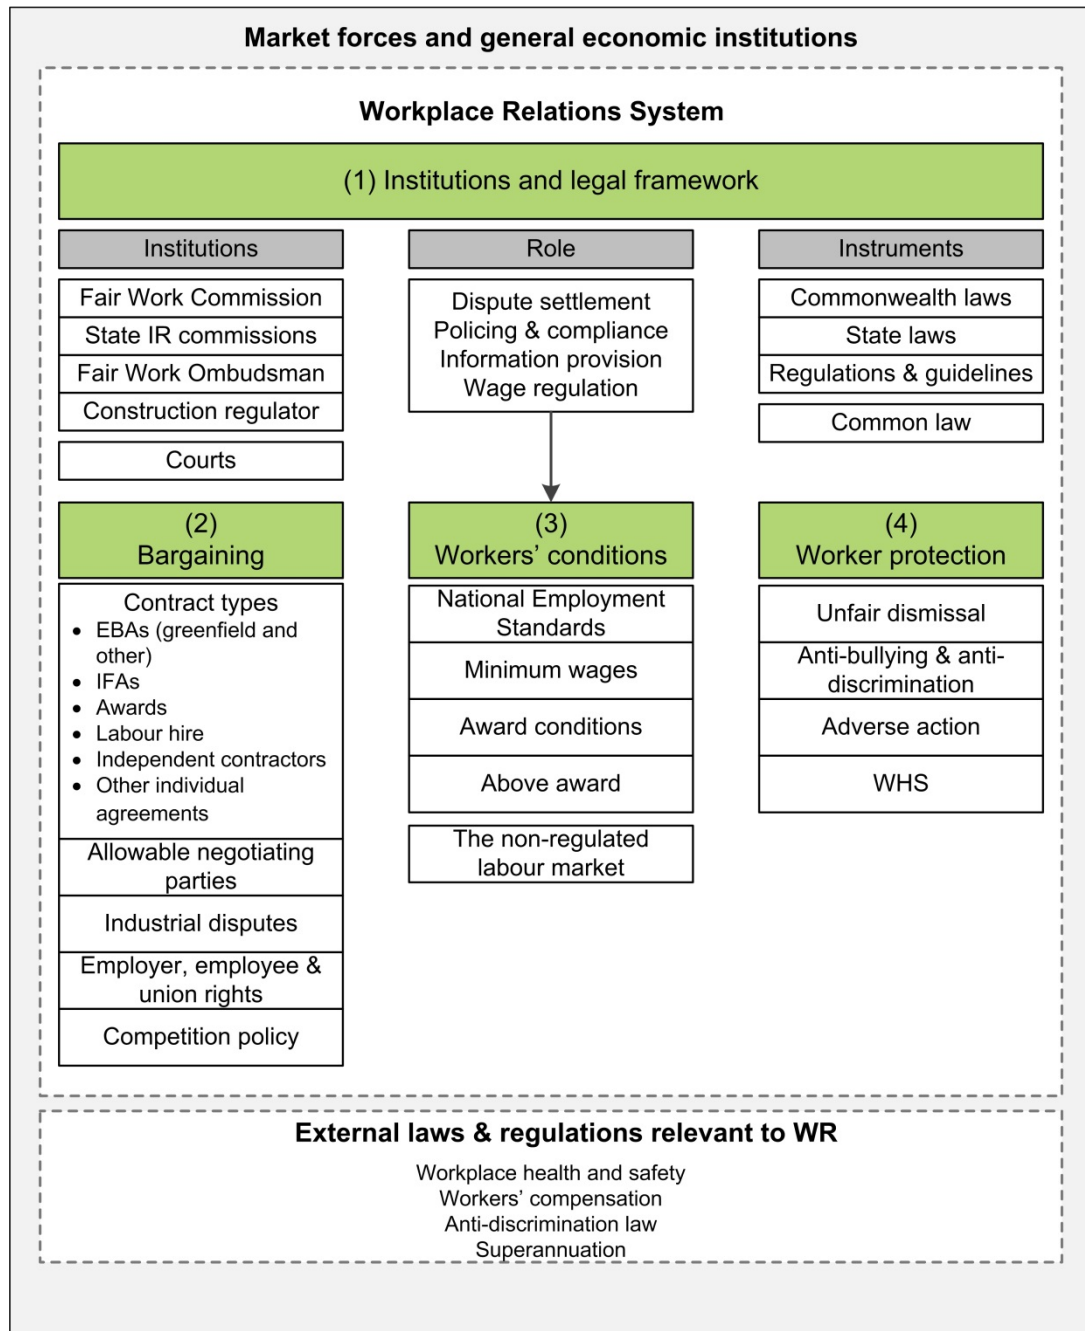 Market forces and general economic institutions
Workplace Relations System
(1) Institutions and legal framework
Institutions
Fair Work Commission
State IR commissions
Fair Work Ombudsman
Construction regulator
Courts
Role
Dispute settlement
Policing & compliance
Information provision
Wage regulation
Instruments
Commonwealth laws
State laws
Regulations & guidelines
Common law
(2)
Bargaining
Contract types
• EBAs (greenfield and
other)
• IFAs
• Awards
• Labour hire
• Independent contractors
• Other individual
agreements
Allowable negotiating
parties
Industrial disputes
Employer, employee &
union rights
Competition policy
(3)
Workers’ conditions
National Employment
Standards
Minimum wages
Award conditions
Above award
The non-regulated
labour market
(4)
Worker protection
Unfair dismissal
Anti-bullying & anti-
discrimination
Adverse action
WHS
External laws & regulations relevant to WR
Workplace health and safety
Workers’ compensation
Anti-discrimination law
Superannuation